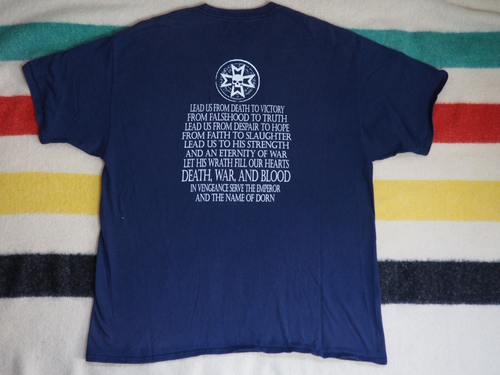 LEAD US FROM DEATH TO VICTORY
FROM FALSEHOOD TO TRUTH
LEAD US FROM DESPAIR TO HOPE
FROM FAITH TO SLAUGHTER
LEAD US TO HIS STRENGTH
AND AN ETERNITY OF WAR
LET HIS WRATH FILL OUR HEARTS
DEATH, WAR, AND BLOOD
IN VENGEANCE SERVE THE EMPEROR
AND THE NAME OF DORN